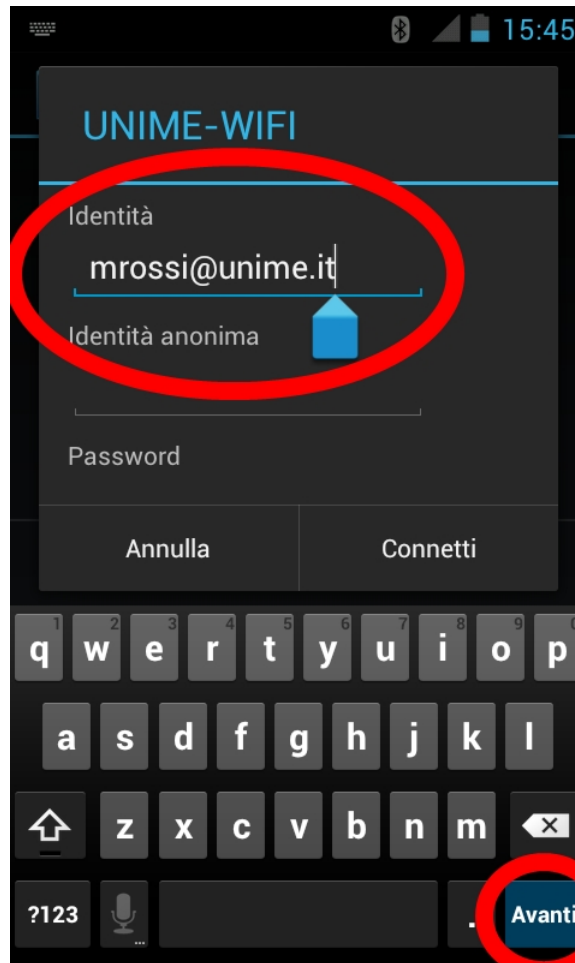 15:45
UNIME-WIFI
Identità
mrossi@unime.it
Identità anonima
Password
Annulla Connetti
1 2 3 4 5 6 7 8 9 0
q w e r t y u i o p
a s d f g h j k l
z x c v b n m
?123 ... . Avanti